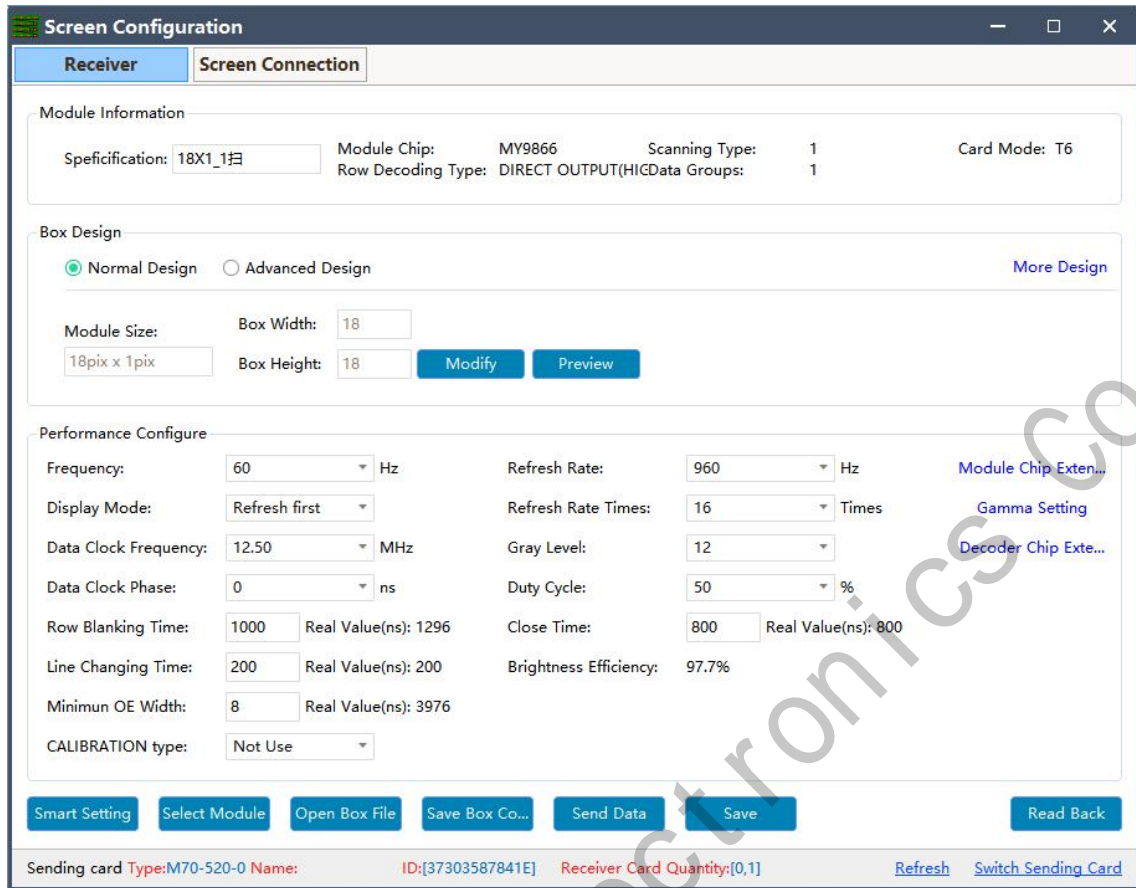 Screen Configuration
Receiver Screen Connection
Module Information
Speficification: 18X1_1扫 Module Chip: MY9866 Scanning Type: 1 Card Mode: T6
Row Decoding Type: DIRECT OUTPUT(HIGData Groups: 1
Box Design
Normal Design Advanced Design More Design
Module Size: Box Width: 18
18pix x 1pix Box Height: 18 Modify Preview
Performance Configure
Frequency: 60 Hz Refresh Rate: 960 Hz Module Chip Exten...
Display Mode: Refresh first Refresh Rate Times: 16 Times Gamma Setting
Data Clock Frequency: 12.50 MHz Gray Level: 12 Decoder Chip Exte...
Data Clock Phase: 0 ns Duty Cycle: 50 %
Row Blanking Time: 1000 Real Value(ns): 1296 Close Time: 800 Real Value(ns): 800
Line Changing Time: 200 Real Value(ns): 200 Brightness Efficiency: 97.7%
Minimun OE Width: 8 Real Value(ns): 3976
CALIBRATION type: Not Use
Smart Setting Select Module Open Box File Save Box Co... Send Data Save Read Back
Sending card Type:M70-520-0 Name: ID:[37303587841E] Receiver Card Quantity:[0,1] Refresh Switch Sending Card
ectronics Co